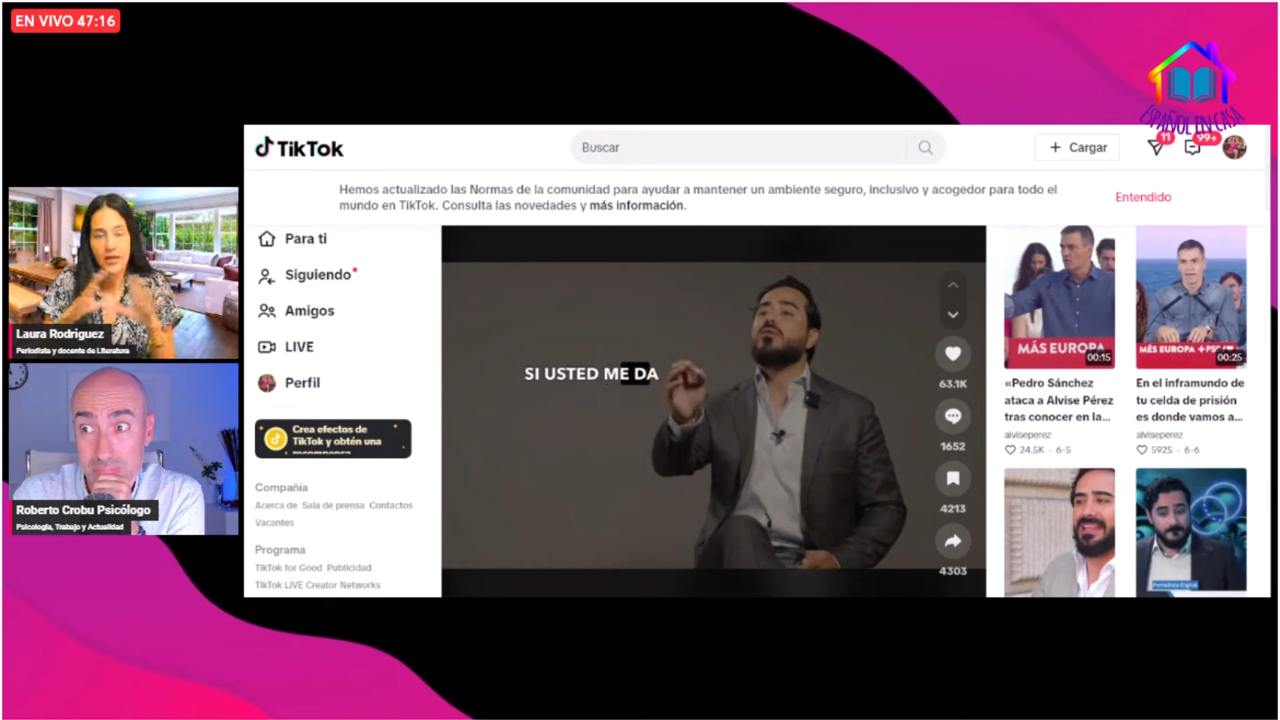 EN VIVO 47:16
ESPAÑOL EN CASA
TikTok
Buscar
Cargar
11
99+
Hemos actualizado las Normas de la comunidad para ayudar a mantener un ambiente seguro, inclusivo y acogedor para todo el
mundo en TikTok. Consulta las novedades y más información.
Entendido
Para ti
Siguiendo
Amigos
LIVE
Perfil
Crea efectos de
TikTok y obtén una
recompensa
Compañía
Acerca de Sala de prensa Contactos
Vacantes
Programa
TikTok for Good Publicidad
TikTok LIVE Creator Networks
Laura Rodriguez
Periodista y docente de Literatura
Roberto Crobu Psicólogo
Psicología, Trabajo y Actualidad
SI USTED ME DA
63.1K
1652
4213
4303
MÁS EUROPA
00:15
«Pedro Sánchez
ataca a Alvise Pérez
tras conocer en la...
alviseperez
24.5K · 6-5
MÉS EUROPA
00:25
En el inframundo de
tu celda de prisión
es donde vamos a...
alviseperez
5925 · 6-6
Periodista Digital